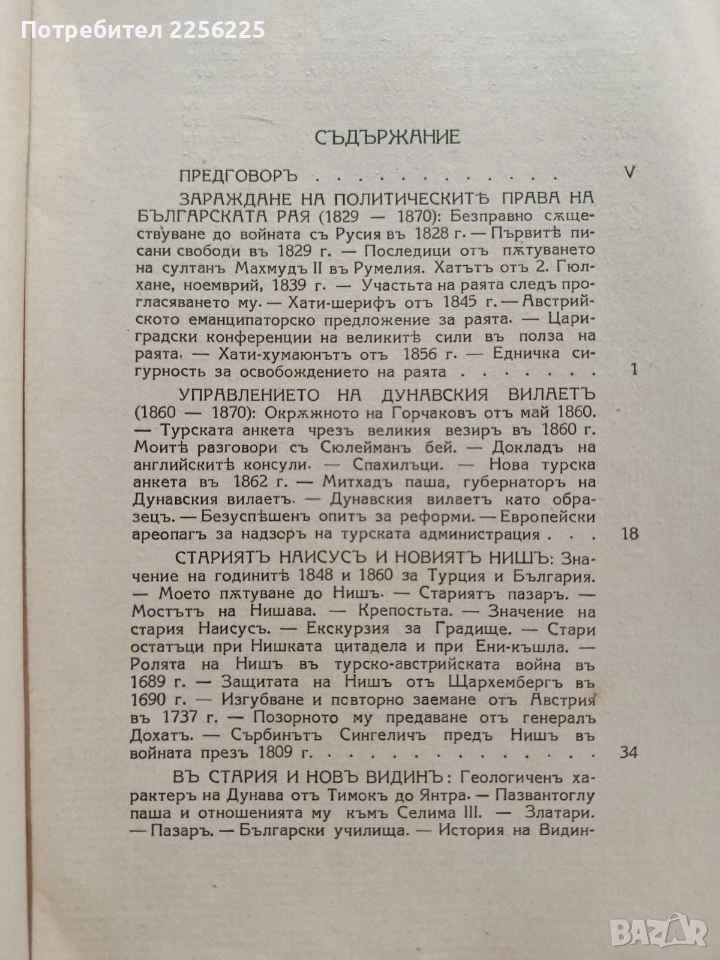 Потребител 2256225
СЪДЪРЖАНИЕ
ПРЕДГОВОРЪ . . . . . . . . . . . . V
ЗАРАЖДАНЕ НА ПОЛИТИЧЕСКИТѢ ПРАВА НА
БЪЛГАРСКАТА РАЯ (1829 — 1870): Безправно сѫщест-
ствуване до войната съ Русия въ 1828 г. — Първитѣ пи-
сани свободи въ 1829 г. — Последици отъ пѫтуването
на султанъ Махмудъ II въ Румелия. Хатътъ отъ 2. Гюл-
хане, ноемврий, 1839 г. — Участьта на раята следъ про-
гласяването му. — Хати-шерифъ отъ 1845 г. — Австрий-
ското еманципаторско предложение за раята. — Цари-
градски конференции на великитѣ сили въ полза на
раята. — Хати-хумаюнътъ отъ 1856 г. — Едничка си-
гурность за освобождението на раята . . . . . . . 1
УПРАВЛЕНИЕТО НА ДУНАВСКИЯ ВИЛАЕТЪ
(1860 — 1870): Окрѫжното на Горчаковъ отъ май 1860.
— Турската анкета чрезъ великия везиръ въ 1860 г.
Моитѣ разговори съ Сюлейманъ бей. — Докладъ на
английскитѣ консули. — Спахилъци. — Нова турска
анкета въ 1862 г. — Митхадъ паша, губернаторъ на
Дунавския вилаетъ. — Дунавския вилаетъ като обра-
зецъ. — Безуспѣшенъ опитъ за реформи. — Европейски
ареопагъ за надзоръ на турската администрация . . . 18
СТАРИЯТЪ НАИСУСЪ И НОВИЯТЪ НИШЪ: Зна-
чение на годинитѣ 1848 и 1860 за Турция и България.
— Моето пѫтуване до Нишъ. — Стариятъ пазаръ. —
Мостътъ на Нишава. — Крепостьта. — Значение на
стария Наисусъ. — Екскурзия за Градище. — Стари
остатъци при Нишката цитадела и при Ени-къшла. —
Ролята на Нишъ въ турско-австрийската война въ
1689 г. — Защитата на Нишъ отъ Щархембергъ въ
1690 г. — Изгубване и повторно заемане отъ Австрия
въ 1737 г. — Позорното му предаване отъ генералъ
Дохатъ. — Сърбинътъ Сингеличъ предъ Нишъ въ
войната презъ 1809 г. . . . . . . . . . . . . . 34
ВЪ СТАРИЯ И НОВЪ ВИДИНЪ: Геологиченъ ха-
рактеръ на Дунава отъ Тимокъ до Янтра. — Пазвантоглу
паша и отношенията му къмъ Селима III. — Златари.
— Пазаръ. — Български училища. — История на Видин-
BAZAR